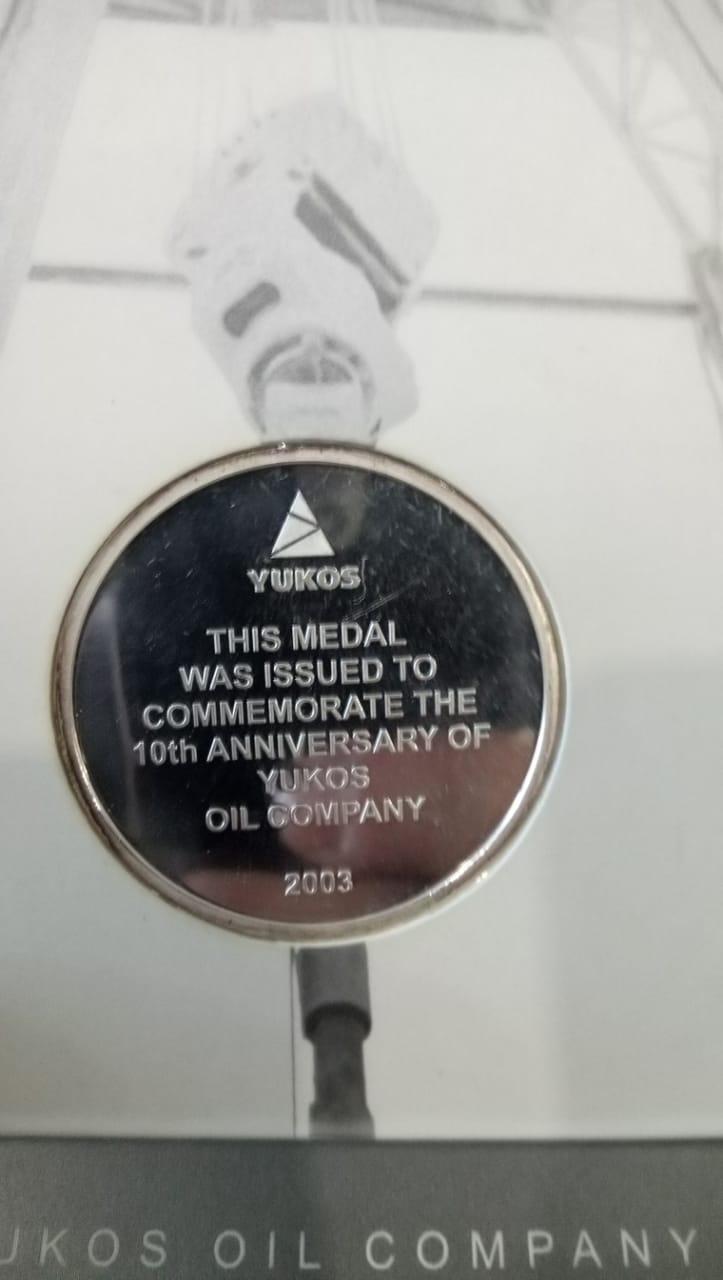 YUKOS
THIS MEDAL
WAS ISSUED TO
COMMEMORATE THE
10th ANNIVERSARY OF
YUKOS
OIL COMPANY
2003
UKOS OIL COMPANY